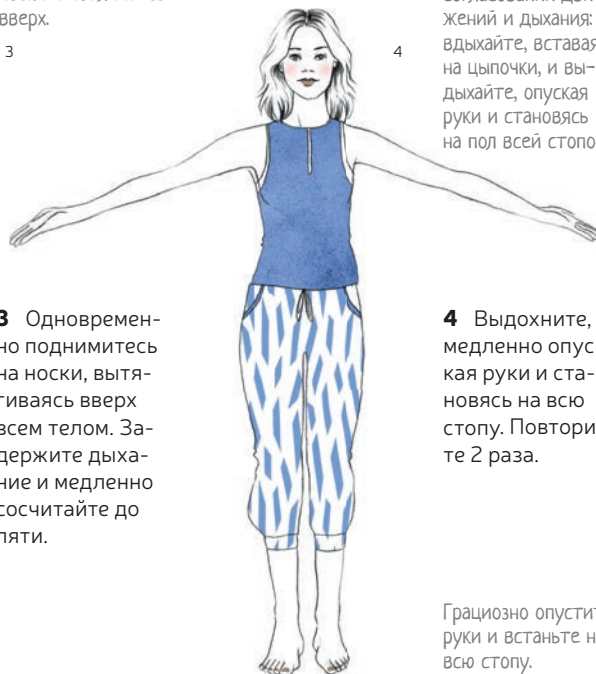 вверх.
3
4
жений и дыхания:
вдыхайте, вставая
на цыпочки, и вы-
дыхайте, опуская
руки и становясь
на пол всей стопо
3 Одновремен-
но поднимитесь
на носки, вытя-
гиваясь вверх
всем телом. За-
держите дыха-
ние и медленно
сосчитайте до
пяти.
4 Выдохните,
медленно опус
кая руки и ста-
новясь на всю
стопу. Повтори
те 2 раза.
Грациозно опустит
руки и встаньте н
всю стопу.